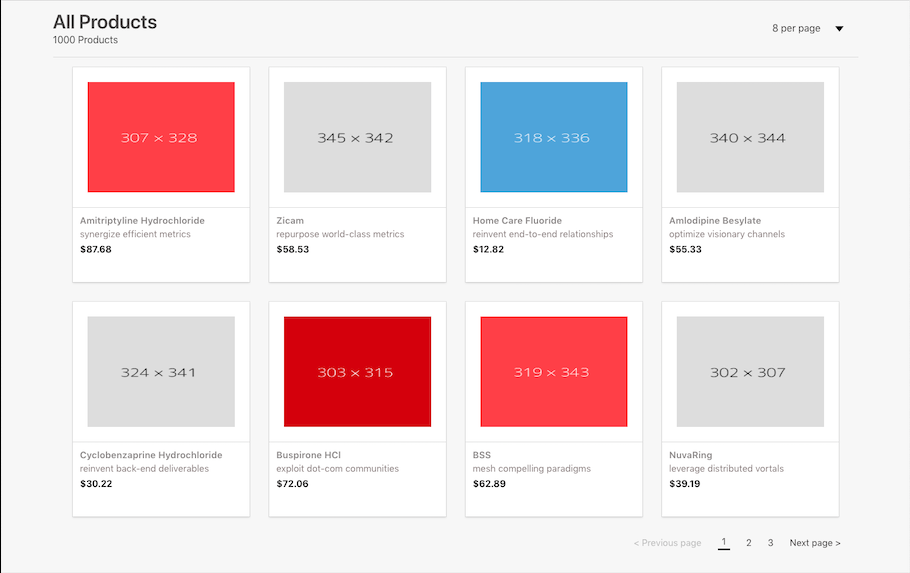 All Products
1000 Products
8 per page
307 × 328
345 × 342
318 × 336
340 × 344
Amitriptyline Hydrochloride
synergize efficient metrics
$87.68
Zicam
repurpose world-class metrics
$58.53
Home Care Fluoride
reinvent end-to-end relationships
$12.82
Amlodipine Besylate
optimize visionary channels
$55.33
324 × 341
303 × 315
319 × 343
302 × 307
Cyclobenzaprine Hydrochloride
reinvent back-end deliverables
$30.22
Buspirone HCl
exploit dot-com communities
$72.06
BSS
mesh compelling paradigms
$62.89
NuvaRing
leverage distributed vortals
$39.19
< Previous page 1 2 3 Next page >